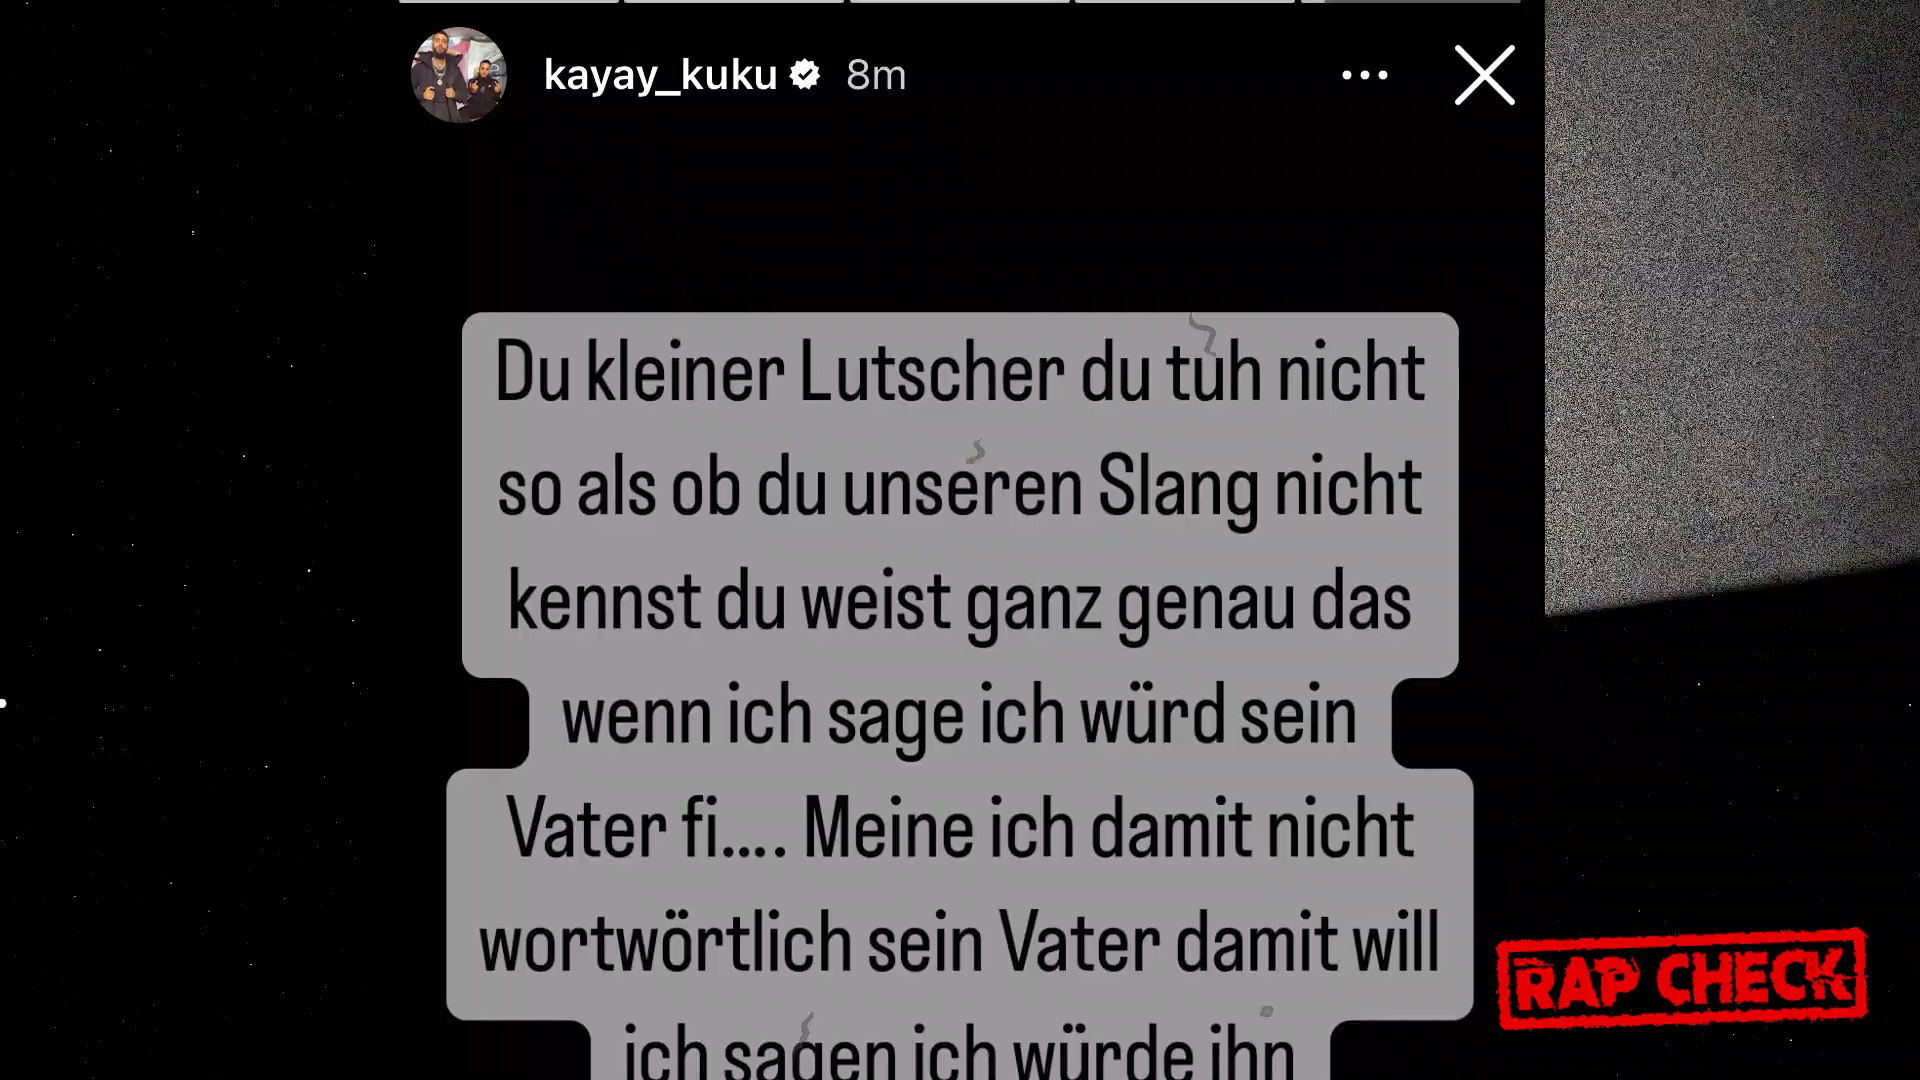 kayay_kuku 8m
Du kleiner Lutscher du tuh nicht
so als ob du unseren Slang nicht
kennst du weist ganz genau das
wenn ich sage ich würd sein
Vater fi.... Meine ich damit nicht
wortwörtlich sein Vater damit will
ich sagen ich würde ihn
RAP CHECK